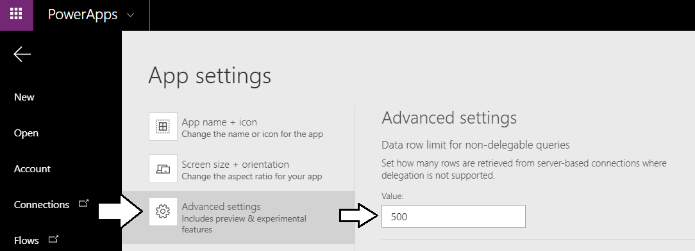 PowerApps
New
Open
Account
Connections
Flows
App settings
App name + icon
Change the name or icon for the app
Screen size + orientation
Change the aspect ratio for your app
Advanced settings
Includes preview & experimental
features
Advanced settings
Data row limit for non-delegable queries
Set how many rows are retrieved from server-based connections where
delegation is not supported.
Value:
500